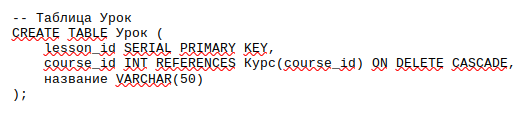 -- Таблица Урок
CREATE TABLE Урок (
    lesson_id SERIAL PRIMARY KEY,
    course_id INT REFERENCES Курс(course_id) ON DELETE CASCADE,
    название VARCHAR(50)
);